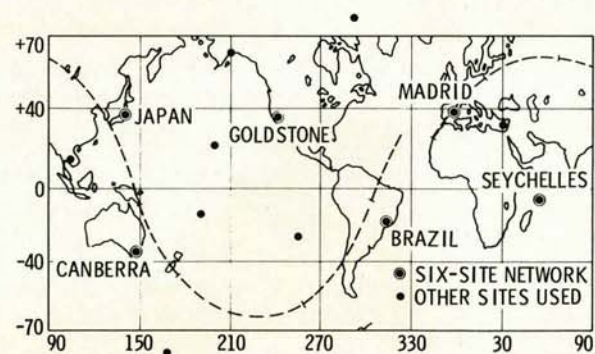 +70
MADRID
+40
JAPAN
GOLDSTONE
SEYCHELLES
0
BRAZIL
-40
CANBERRA
SIX-SITE NETWORK
OTHER SITES USED
-70
90 150 210 270 330 30 90